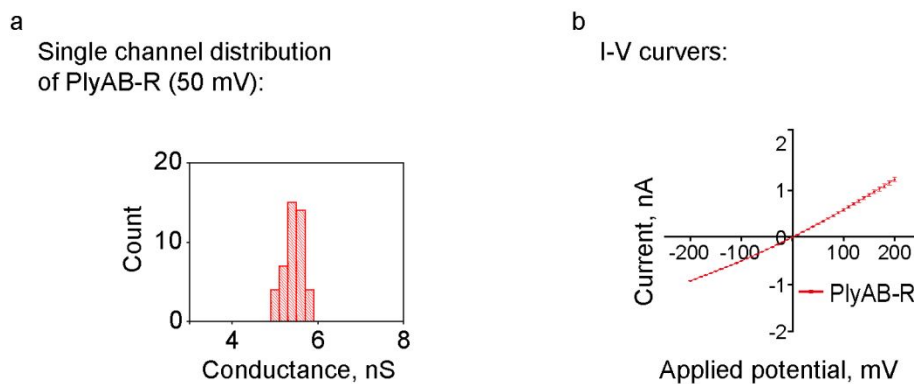 a
Single channel distribution
of PlyAB-R (50 mV):
20
10
0
Count
4 6 8
Conductance, nS
b
I-V curvers:
2
1
0
-1
-2
Current, nA
-200 -100 100 200
PlyAB-R
Applied potential, mV